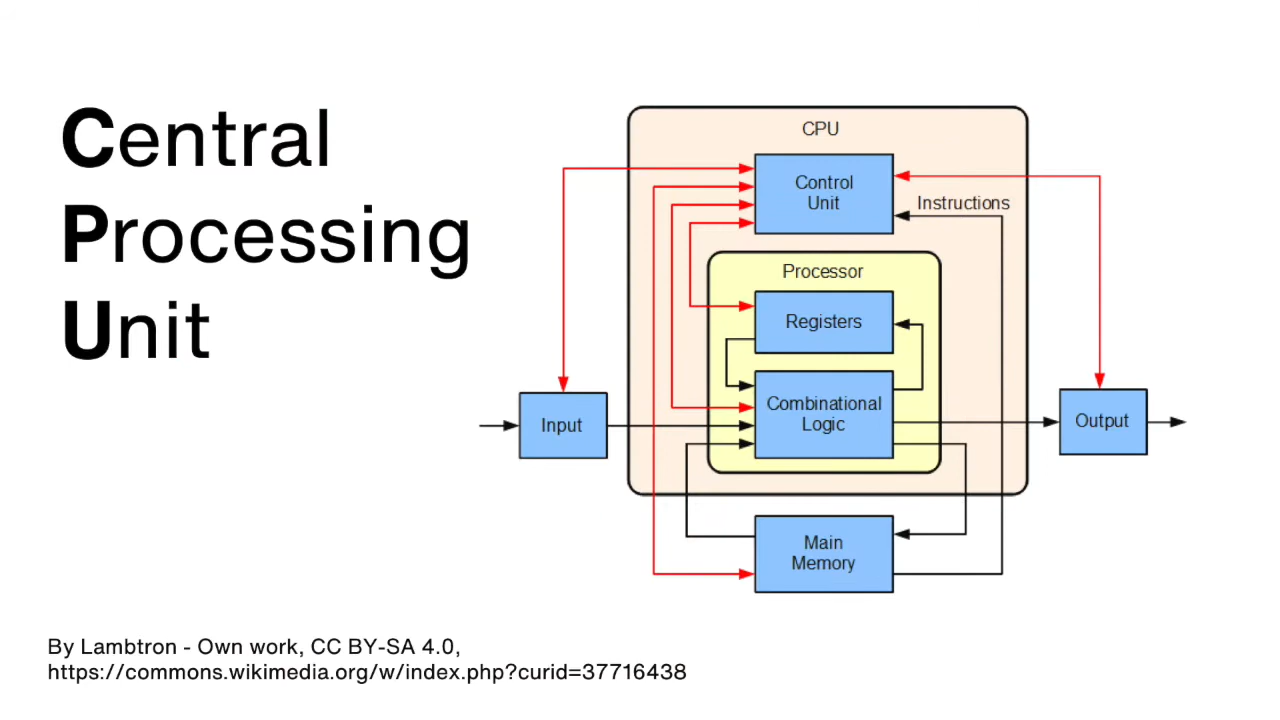 Central
Processing
Unit
CPU
Control
Unit
Instructions
Processor
Registers
Combinational
Logic
Input
Output
Main
Memory
By Lambtron - Own work, CC BY-SA 4.0,
https://commons.wikimedia.org/w/index.php?curid=37716438